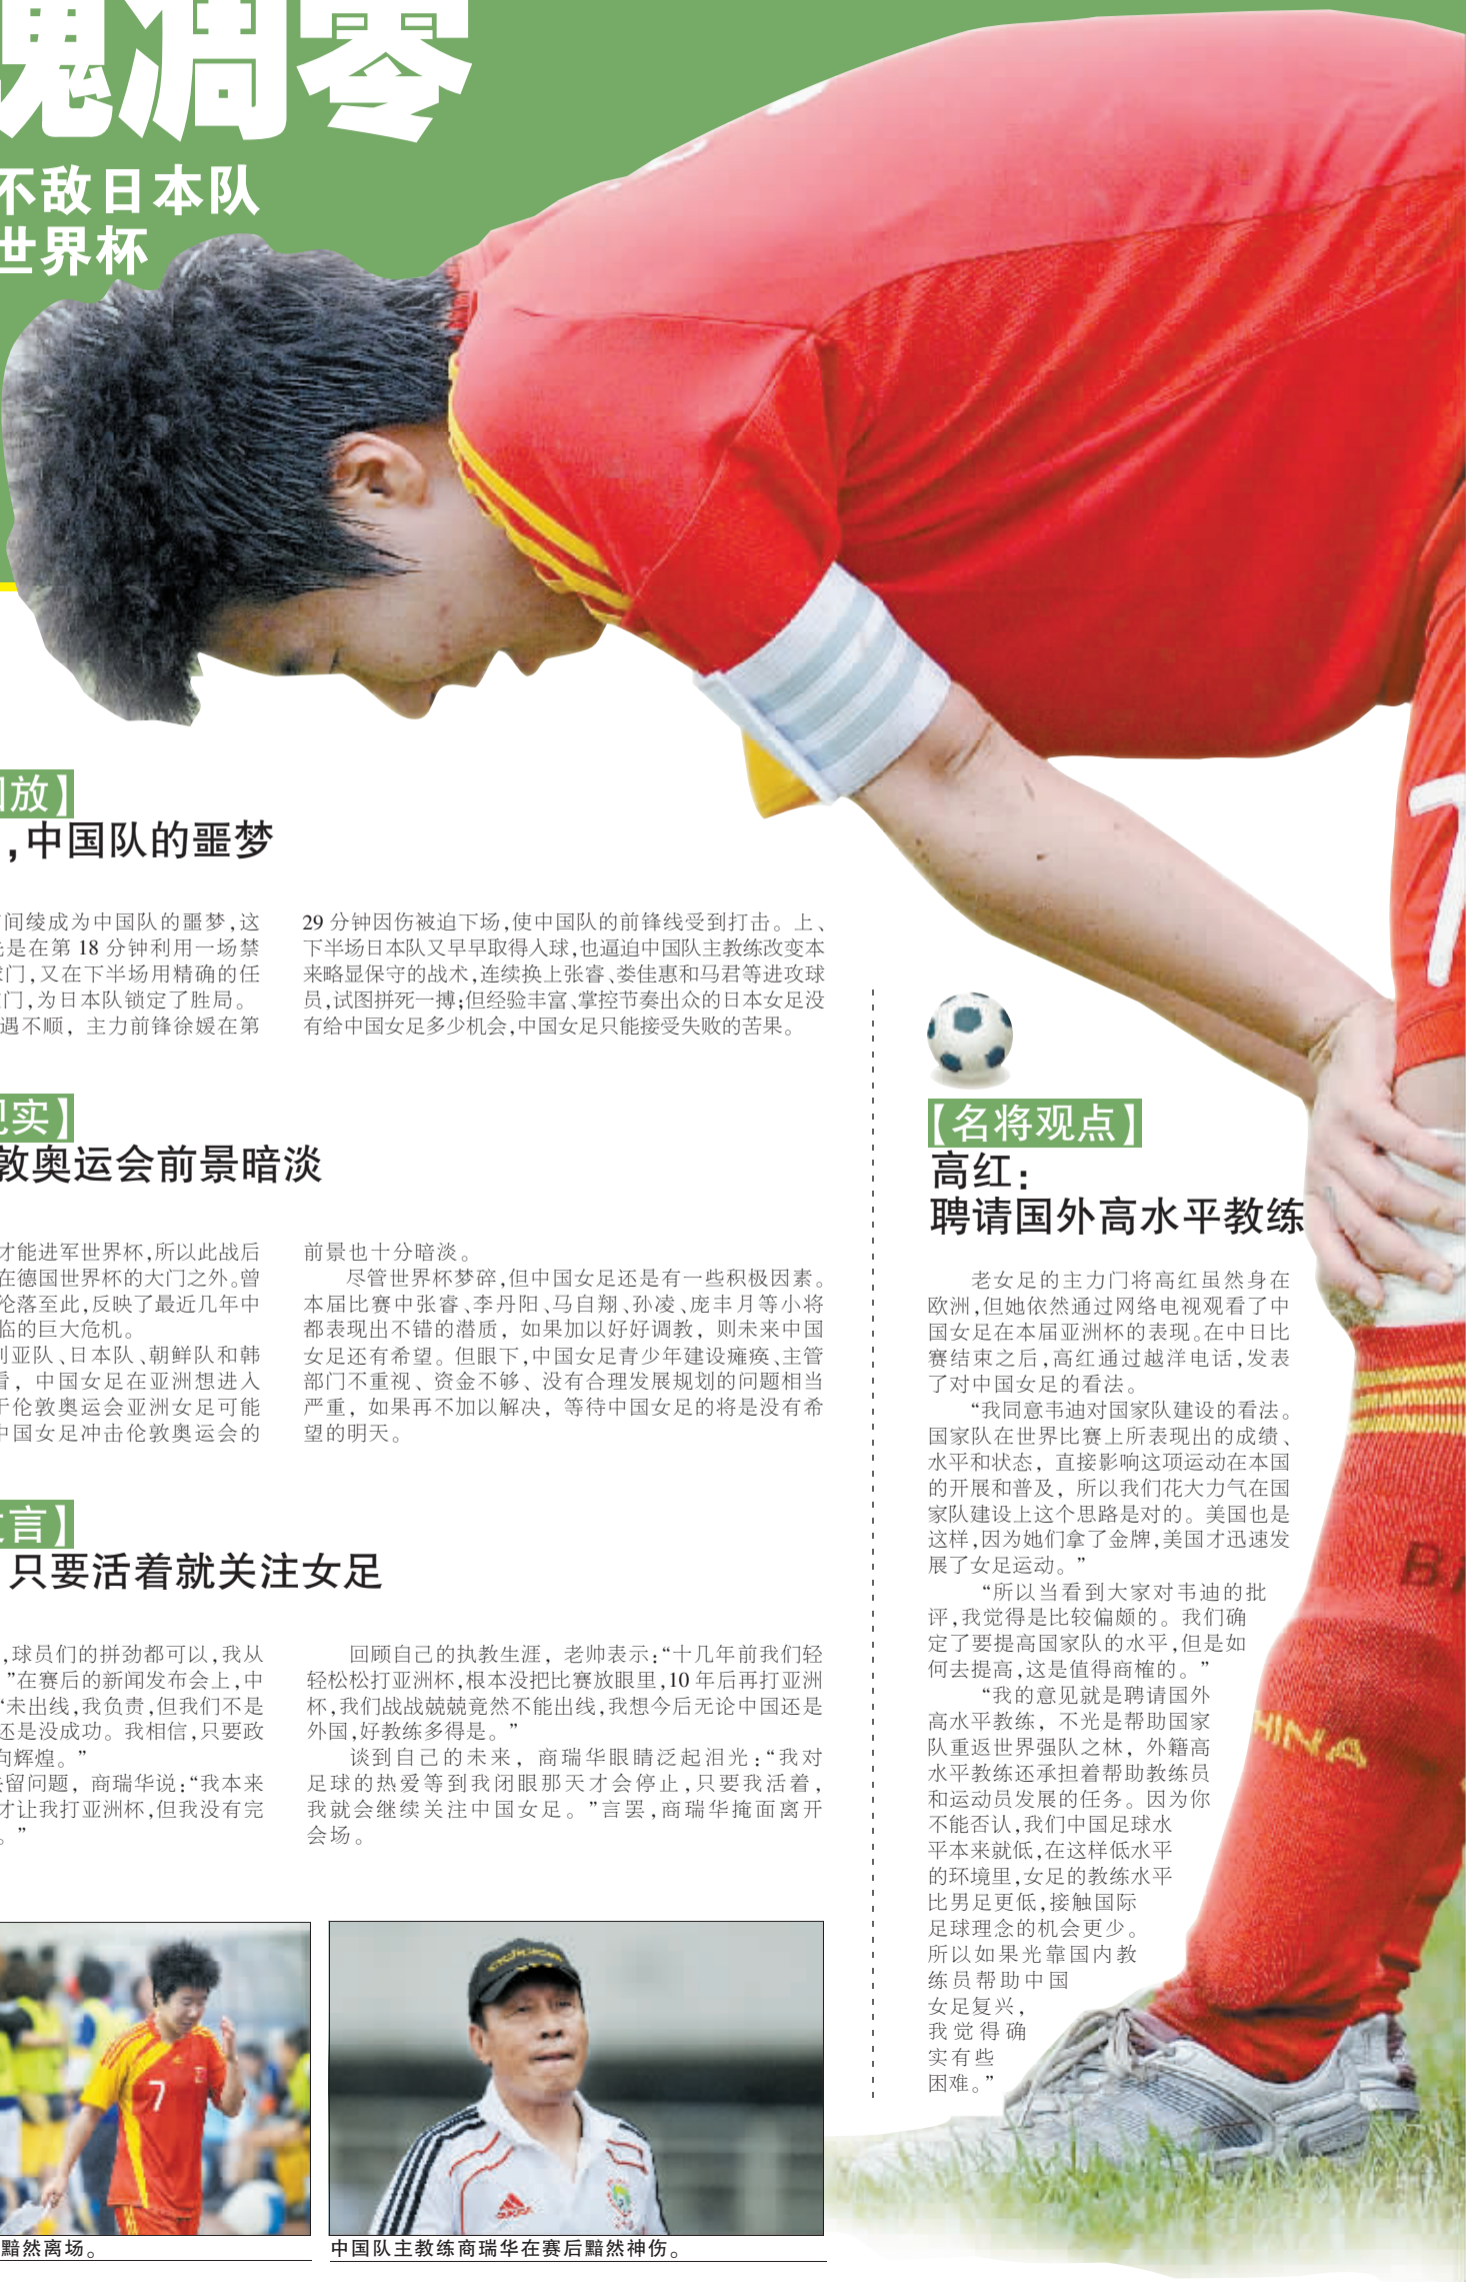 魂凋零
不敌日本队
世界杯
回放】
,中国队的噩梦
间绫成为中国队的噩梦,这
是在第 18 分钟利用一场禁
门,又在下半场用精确的任
门,为日本队锁定了胜局。
遇不顺，主力前锋徐媛在第
29 分钟因伤被迫下场,使中国队的前锋线受到打击。上、
下半场日本队又早早取得入球,也逼迫中国队主教练改变本
来略显保守的战术,连续换上张睿、娄佳惠和马君等进攻球
员,试图拼死一搏;但经验丰富、掌控节奏出众的日本女足没
有给中国女足多少机会,中国女足只能接受失败的苦果。
现实】
敦奥运会前景暗淡
才能进军世界杯,所以此战后
在德国世界杯的大门之外。曾
沦落至此,反映了最近几年中
临的巨大危机。
利亚队、日本队、朝鲜队和韩
看，中国女足在亚洲想进入
于伦敦奥运会亚洲女足可能
中国女足冲击伦敦奥运会的
前景也十分暗淡。
尽管世界杯梦碎,但中国女足还是有一些积极因素。
本届比赛中张睿、李丹阳、马自翔、孙凌、庞丰月等小将
都表现出不错的潜质，如果加以好好调教，则未来中国
女足还有希望。但眼下,中国女足青少年建设瘫痪、主管
部门不重视、资金不够、没有合理发展规划的问题相当
严重，如果再不加以解决，等待中国女足的将是没有希
望的明天。
言】
只要活着就关注女足
,球员们的拼劲都可以,我从
”在赛后的新闻发布会上,中
“未出线,我负责,但我们不是
还是没成功。我相信,只要政
向辉煌。”
留问题，商瑞华说:“我本来
才让我打亚洲杯,但我没有完
。”
回顾自己的执教生涯，老帅表示:“十几年前我们轻
轻松松打亚洲杯,根本没把比赛放眼里,10 年后再打亚洲
杯,我们战战兢兢竟然不能出线,我想今后无论中国还是
外国,好教练多得是。”
谈到自己的未来，商瑞华眼睛泛起泪光:“我对
足球的热爱等到我闭眼那天才会停止,只要我活着,
我就会继续关注中国女足。”言罢,商瑞华掩面离开
会场。
7
黯然离场。
adidas
中国队主教练商瑞华在赛后黯然神伤。
【名将观点】
高红:
聘请国外高水平教练
老女足的主力门将高红虽然身在
欧洲,但她依然通过网络电视观看了中
国女足在本届亚洲杯的表现。在中日比
赛结束之后,高红通过越洋电话,发表
了对中国女足的看法。
“我同意韦迪对国家队建设的看法。
国家队在世界比赛上所表现出的成绩、
水平和状态，直接影响这项运动在本国
的开展和普及，所以我们花大力气在国
家队建设上这个思路是对的。美国也是
这样,因为她们拿了金牌,美国才迅速发
展了女足运动。”
“所以当看到大家对韦迪的批
评,我觉得是比较偏颇的。我们确
定了要提高国家队的水平,但是如
何去提高,这是值得商榷的。”
“我的意见就是聘请国外
高水平教练，不光是帮助国家
队重返世界强队之林，外籍高
水平教练还承担着帮助教练员
和运动员发展的任务。因为你
不能否认,我们中国足球水
平本来就低,在这样低水平
的环境里,女足的教练水平
比男足更低,接触国际
足球理念的机会更少。
所以如果光靠国内教
练员帮助中国
女足复兴,
我觉得确
实有些
困难。”
HINA